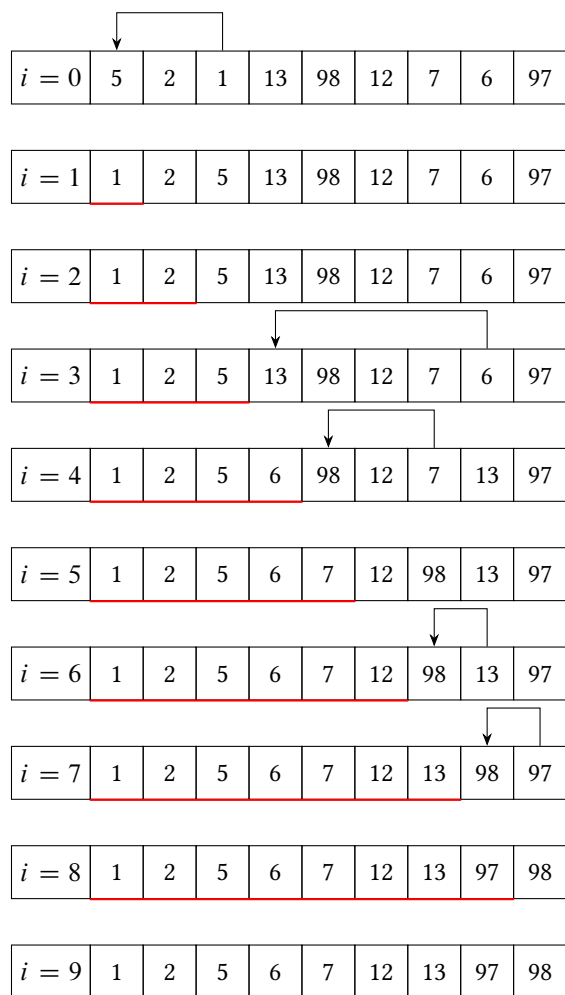 i = 0 5 2 1 13 98 12 7 6 97
i = 1 1 2 5 13 98 12 7 6 97
i = 2 1 2 5 13 98 12 7 6 97
i = 3 1 2 5 13 98 12 7 6 97
i = 4 1 2 5 6 98 12 7 13 97
i = 5 1 2 5 6 7 12 98 13 97
i = 6 1 2 5 6 7 12 98 13 97
i = 7 1 2 5 6 7 12 13 98 97
i = 8 1 2 5 6 7 12 13 97 98
i = 9 1 2 5 6 7 12 13 97 98